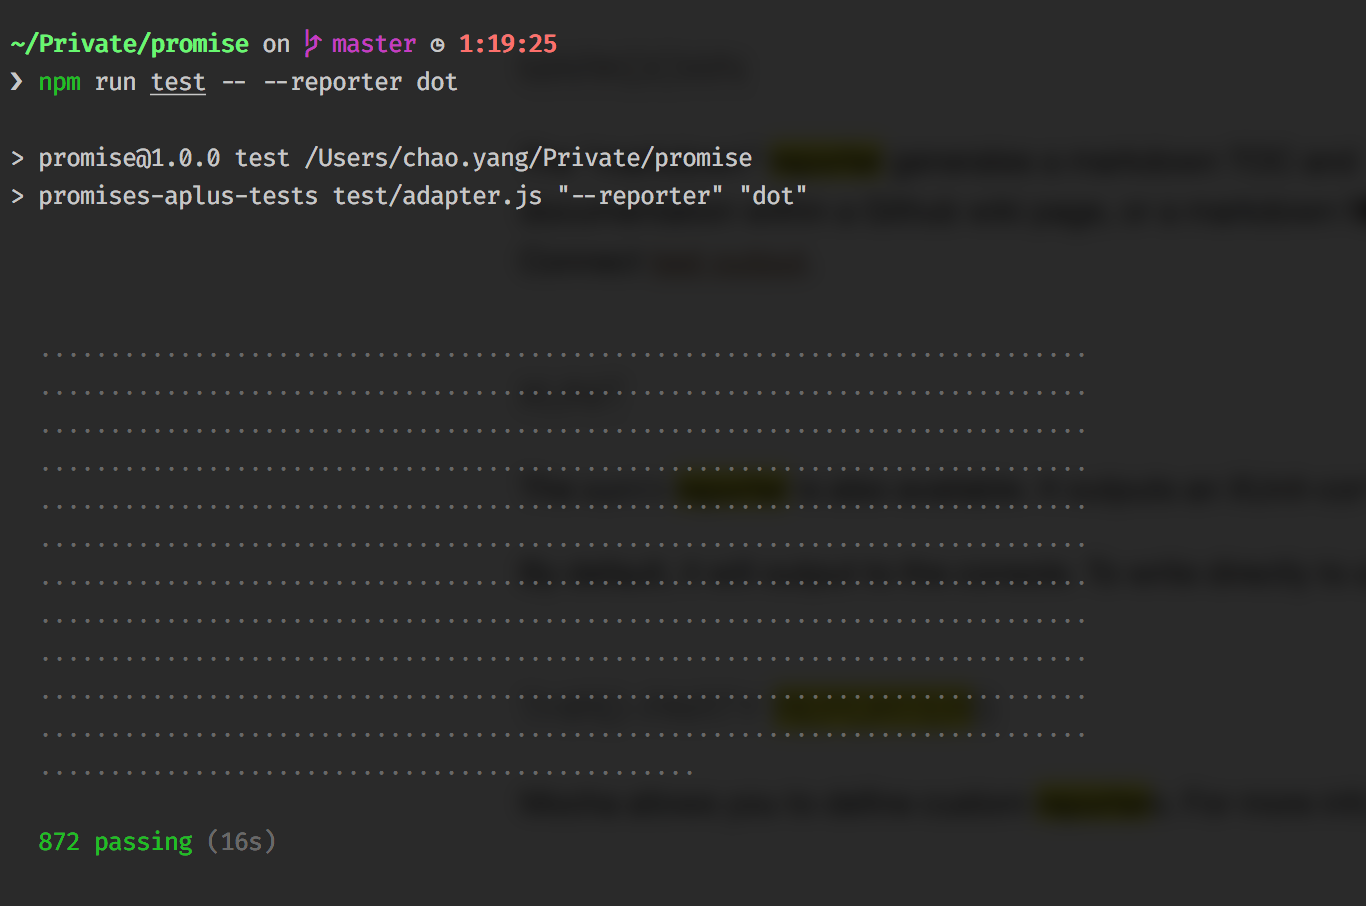 ~/Private/promise on master 1:19:25
❯ npm run test -- --reporter dot
> promise@1.0.0 test /Users/chao.yang/Private/promise
> promises-aplus-tests test/adapter.js "--reporter" "dot"
872 passing (16s)